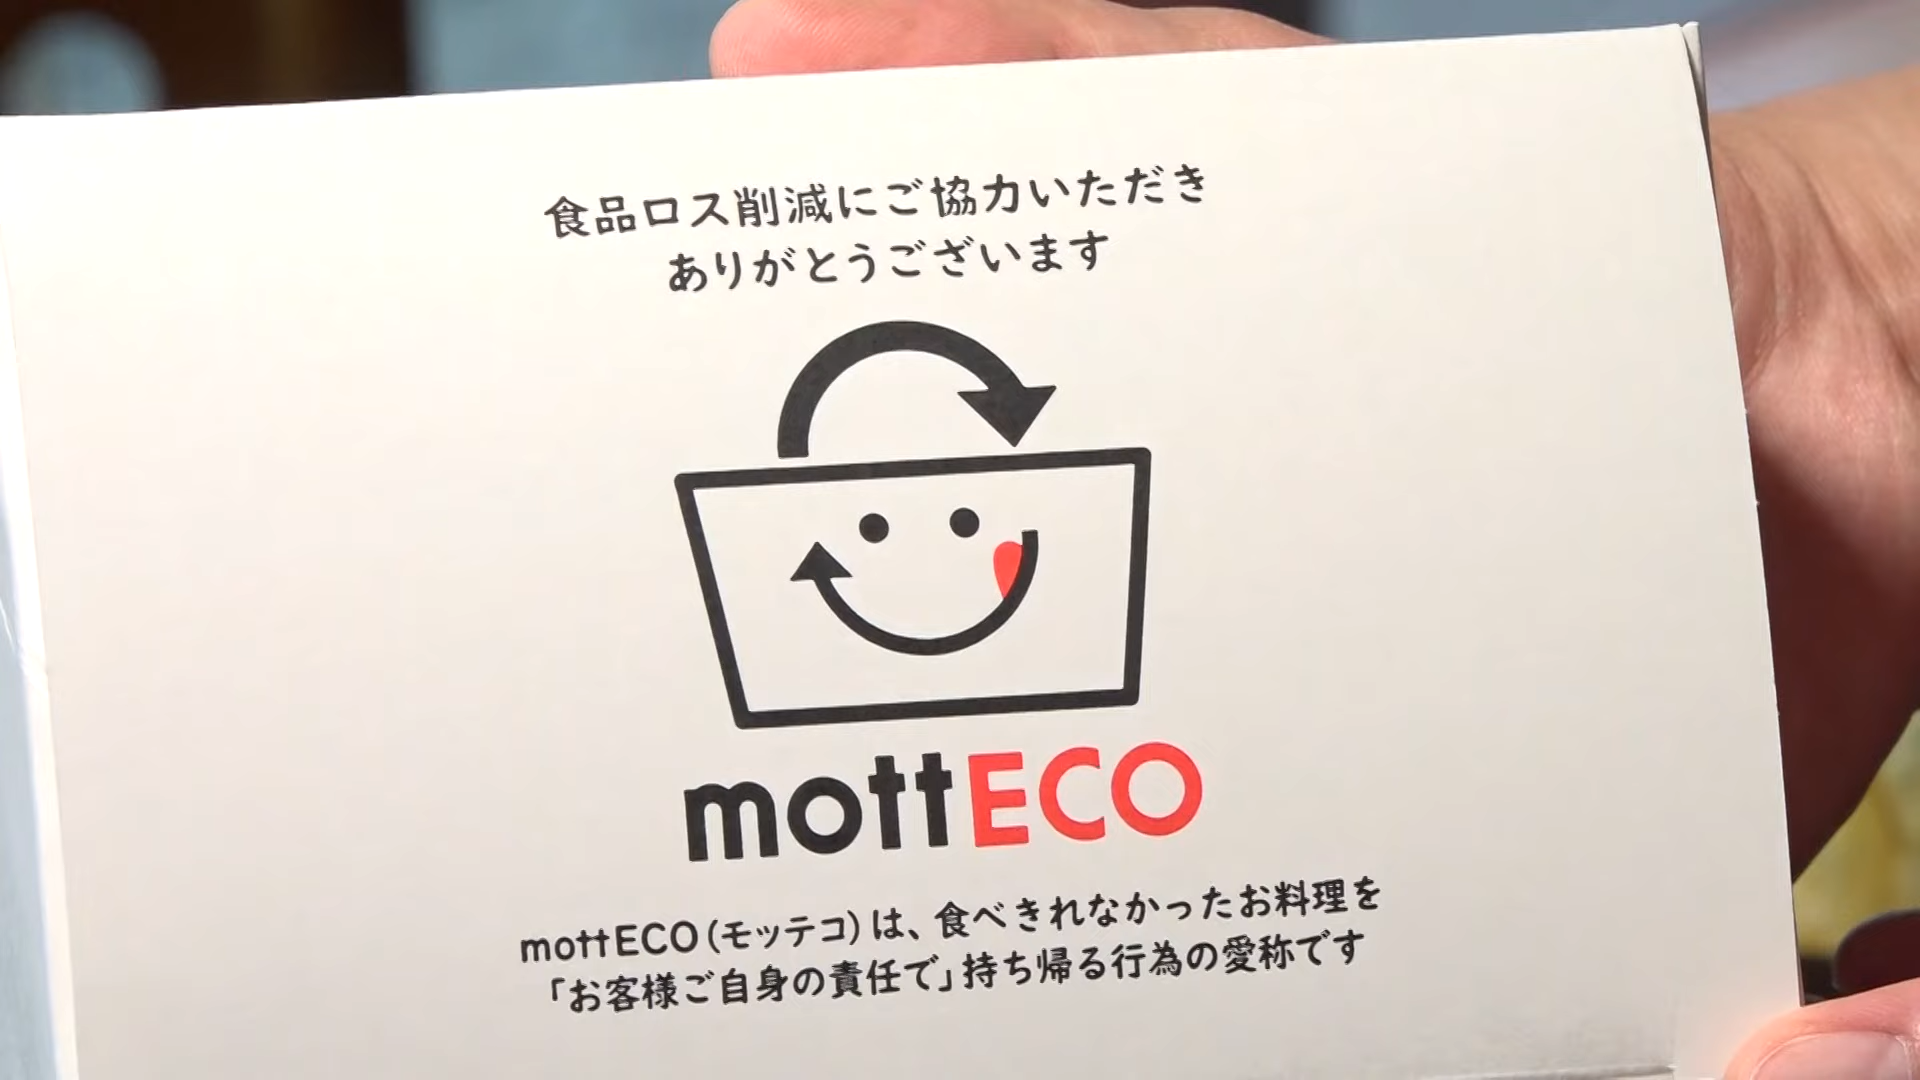 食品ロス削減にご協力いただき
ありがとうございます
mottECO
mottECO(モッテコ)は、食べきれなかったお料理を
「お客様ご自身の責任で」持ち帰る行為の愛称です